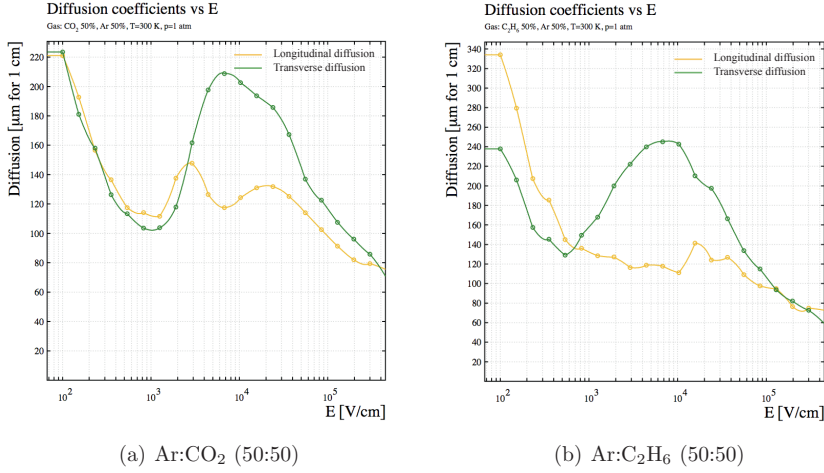 Diffusion coefficients vs E
Gas: CO2 50%, Ar 50%, T=300 K, p=1 atm
Longitudinal diffusion
Transverse diffusion
Diffusion [μm for 1 cm]
220
200
180
160
140
120
100
80
60
40
20
10² 10³ 10⁴ 10⁵
E [V/cm]
(a) Ar:CO₂ (50:50)
Diffusion coefficients vs E
Gas: C₂H₆ 50%, Ar 50%, T=300 K, p=1 atm
Longitudinal diffusion
Transverse diffusion
Diffusion [μm for 1 cm]
340
320
300
280
260
240
220
200
180
160
140
120
100
80
60
40
20
10² 10³ 10⁴ 10⁵
E [V/cm]
(b) Ar:C₂H₆ (50:50)